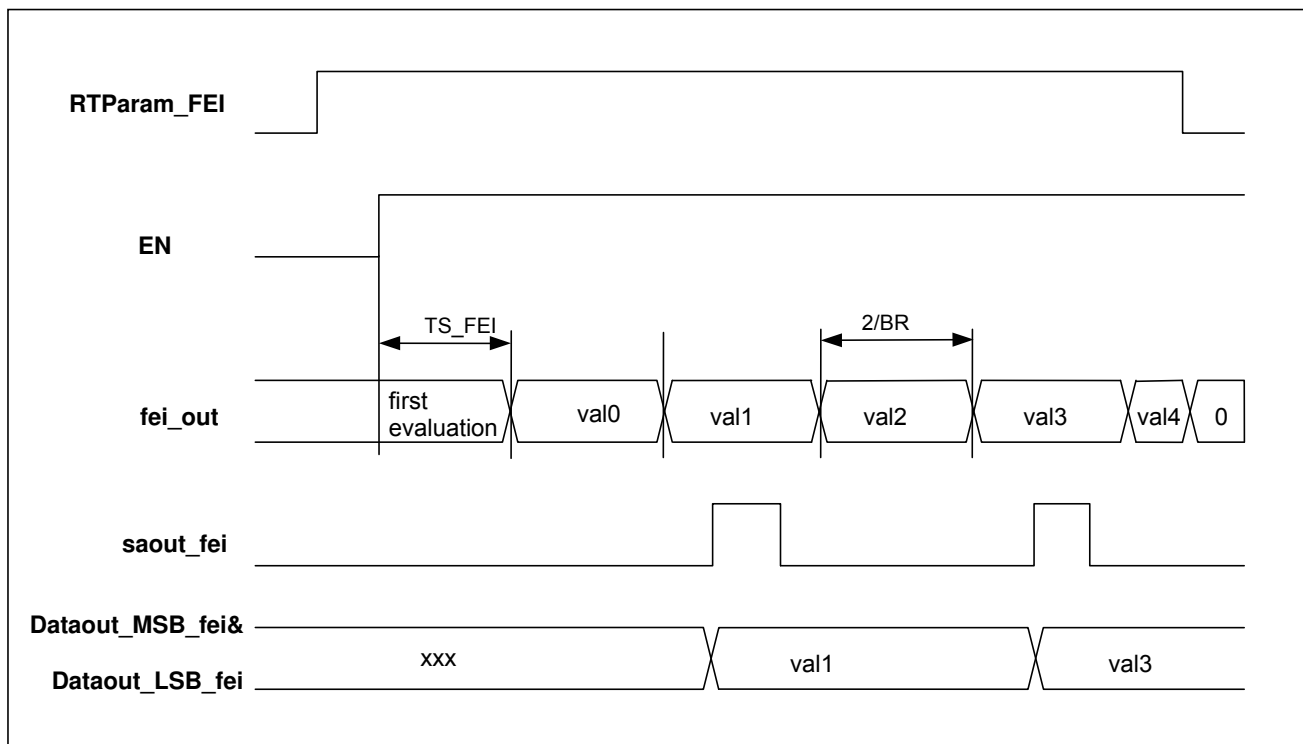 RTParam_FEI
EN
TS_FEI
2/BR
fei_out
first
evaluation
val0
val1
val2
val3
val4
0
saout_fei
Dataout_MSB_fei&
Dataout_LSB_fei
xxx
val1
val3